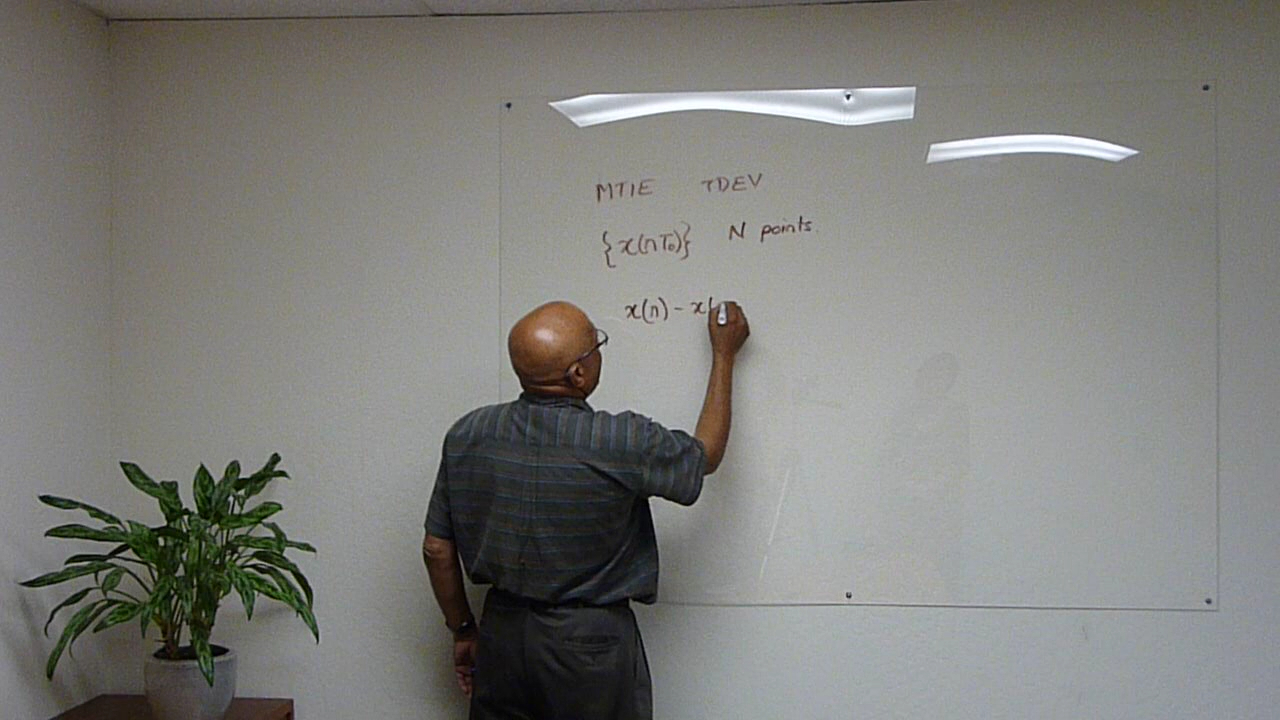 MTIE TDEV
{x(nT₀)} N points.
x(n) - x(